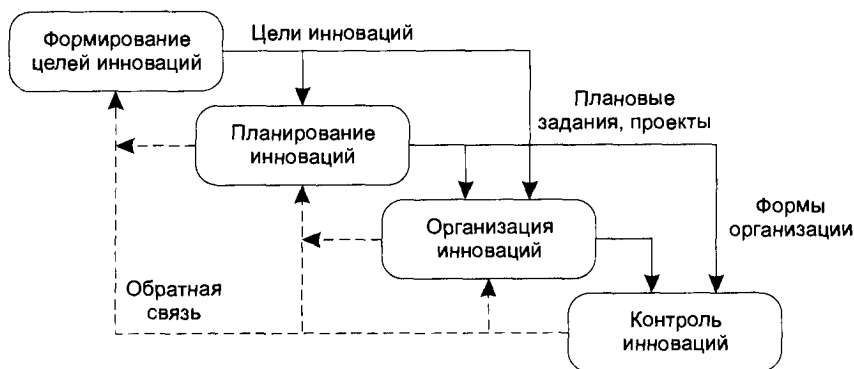 Формирование
целей инноваций
Цели инноваций
Планирование
инноваций
Плановые
задания, проекты
Организация
инноваций
Формы
организации
Обратная
связь
Контроль
инноваций